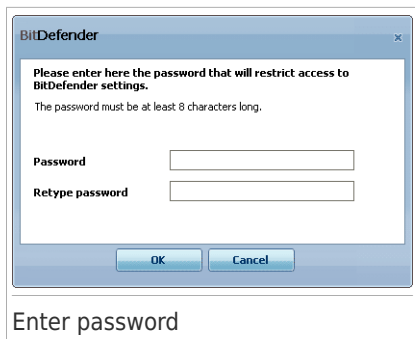 BitDefender
x
Please enter here the password that will restrict access to
BitDefender settings.
The password must be at least 8 characters long.
Password
Retype password
OK
Cancel
Enter password